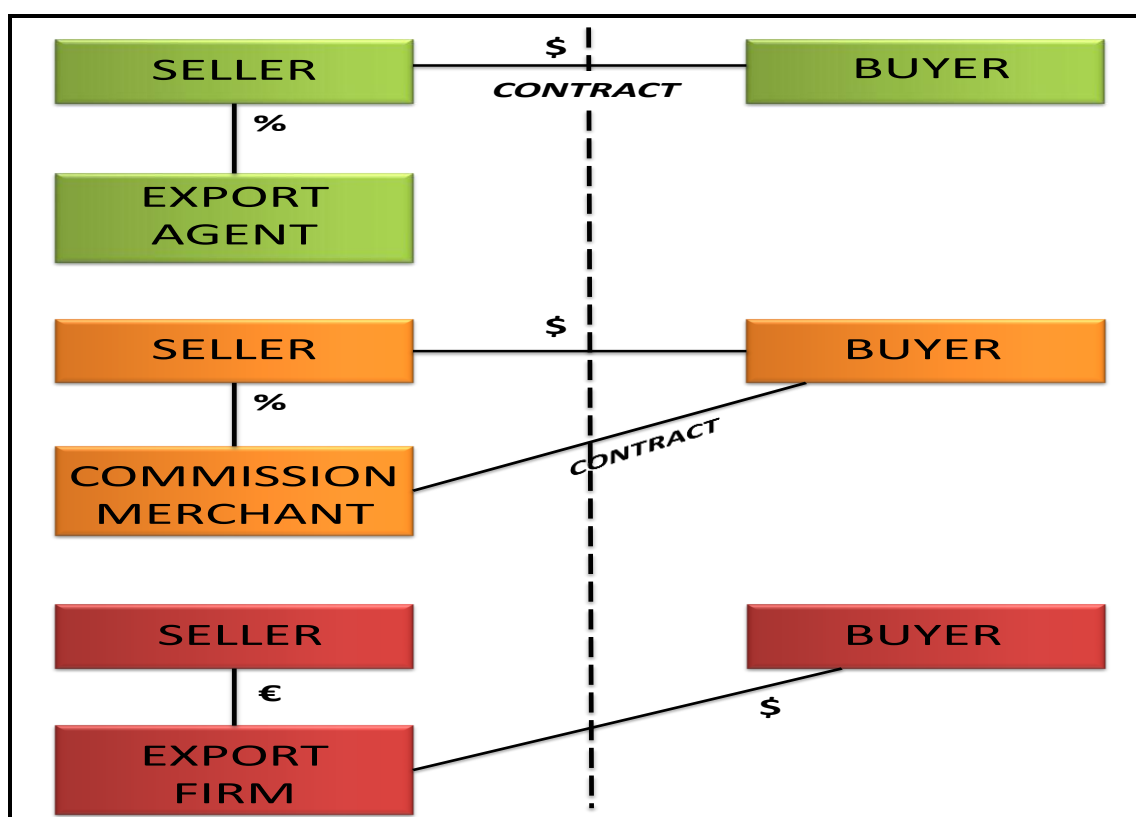 SELLER
$
BUYER
CONTRACT
%
EXPORT
AGENT
SELLER
$
BUYER
%
CONTRACT
COMMISSION
MERCHANT
SELLER
BUYER
€
$
EXPORT
FIRM